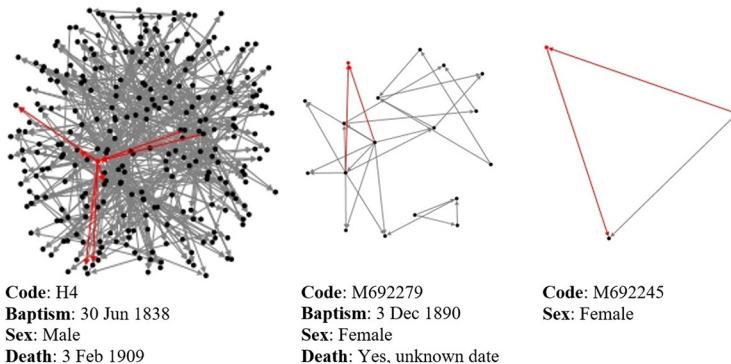 Code: H4
Baptism: 30 Jun 1838
Sex: Male
Death: 3 Feb 1909
Code: M692279
Baptism: 3 Dec 1890
Sex: Female
Death: Yes, unknown date
Code: M692245
Sex: Female